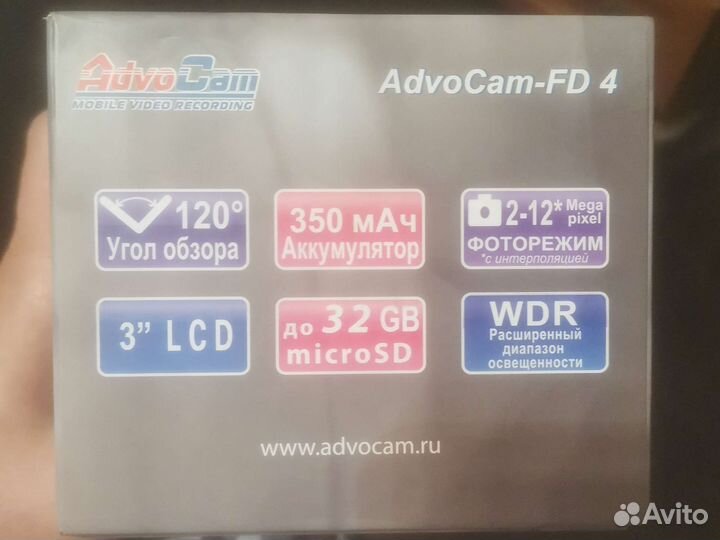 AdvoCam
MOBILE VIDEO RECORDING
AdvoCam-FD 4
120°
Угол обзора
350 мАч
Аккумулятор
2-12* Mega pixel
ФОТОРЕЖИМ
*с интерполяцией
3" LCD
до 32 GB
microSD
WDR
Расширенный
диапазон
освещенности
www.advocam.ru
Avito